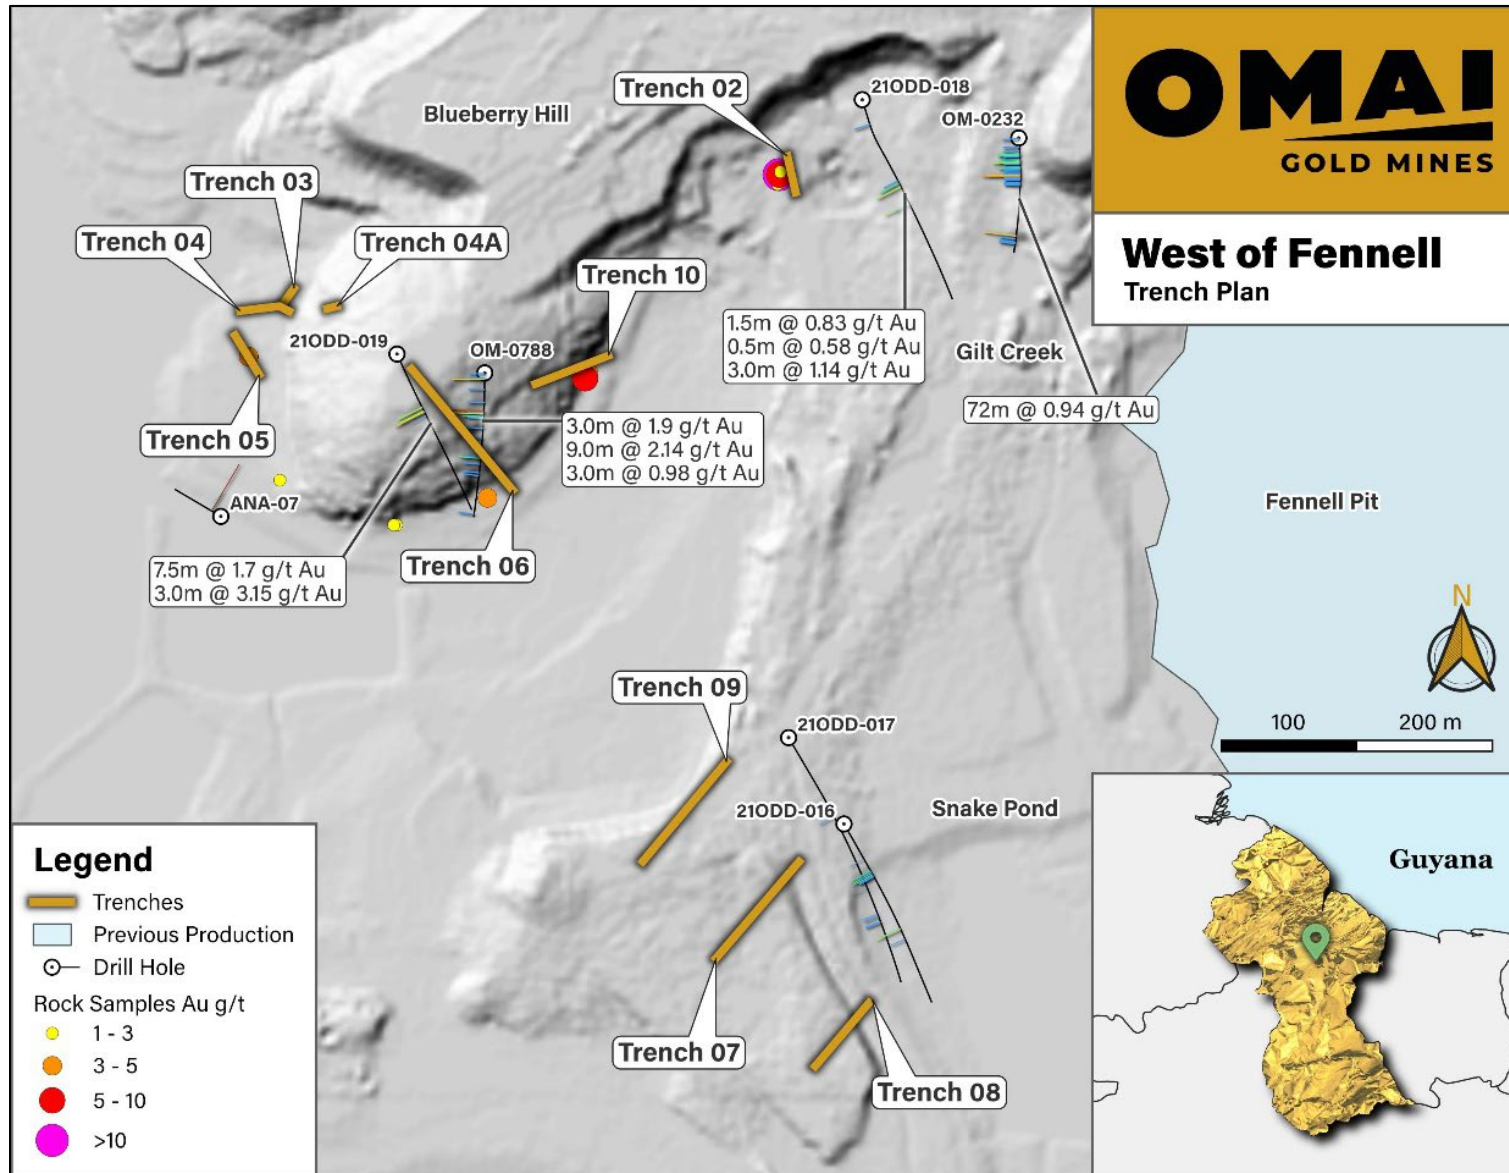 OMAI
GOLD MINES
West of Fennell
Trench Plan
Trench 02
21ODD-018
OM-0232
Blueberry Hill
Trench 03
Trench 04
Trench 04A
Trench 10
21ODD-019
OM-0788
1.5m @ 0.83 g/t Au
0.5m @ 0.58 g/t Au
3.0m @ 1.14 g/t Au
Gilt Creek
72m @ 0.94 g/t Au
Trench 05
3.0m @ 1.9 g/t Au
9.0m @ 2.14 g/t Au
3.0m @ 0.98 g/t Au
ANA-07
Fennell Pit
7.5m @ 1.7 g/t Au
3.0m @ 3.15 g/t Au
Trench 06
N
Trench 09
21ODD-017
100 200 m
21ODD-016
Snake Pond
Trench 07
Trench 08
Guyana
Legend
Trenches
Previous Production
Drill Hole
Rock Samples Au g/t
1 - 3
3 - 5
5 - 10
>10